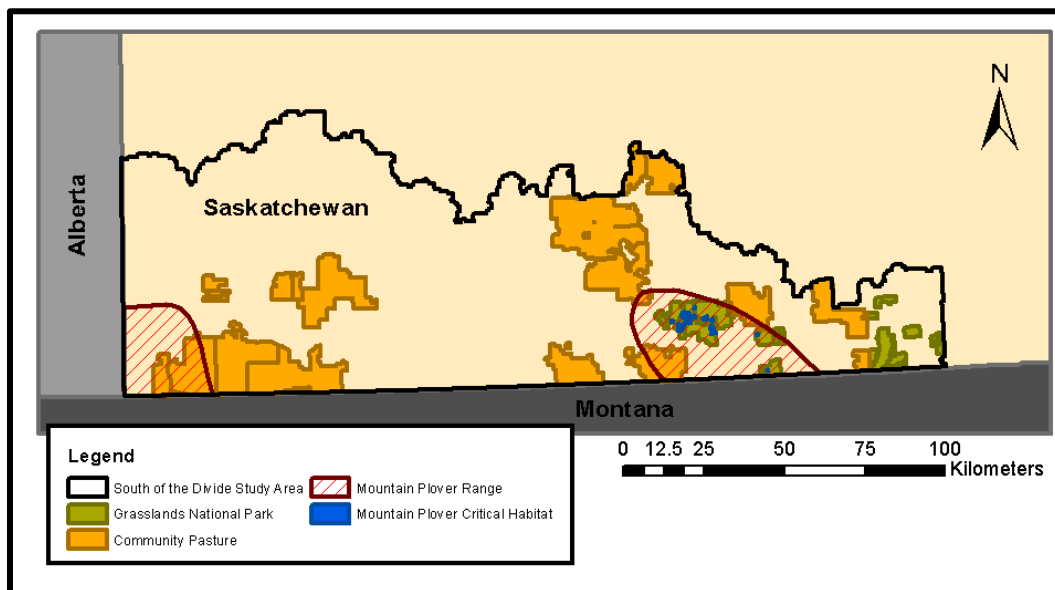 N
Alberta
Saskatchewan
Montana
0 12.5 25 50 75 100
Kilometers
Legend
South of the Divide Study Area
Grasslands National Park
Community Pasture
Mountain Plover Range
Mountain Plover Critical Habitat